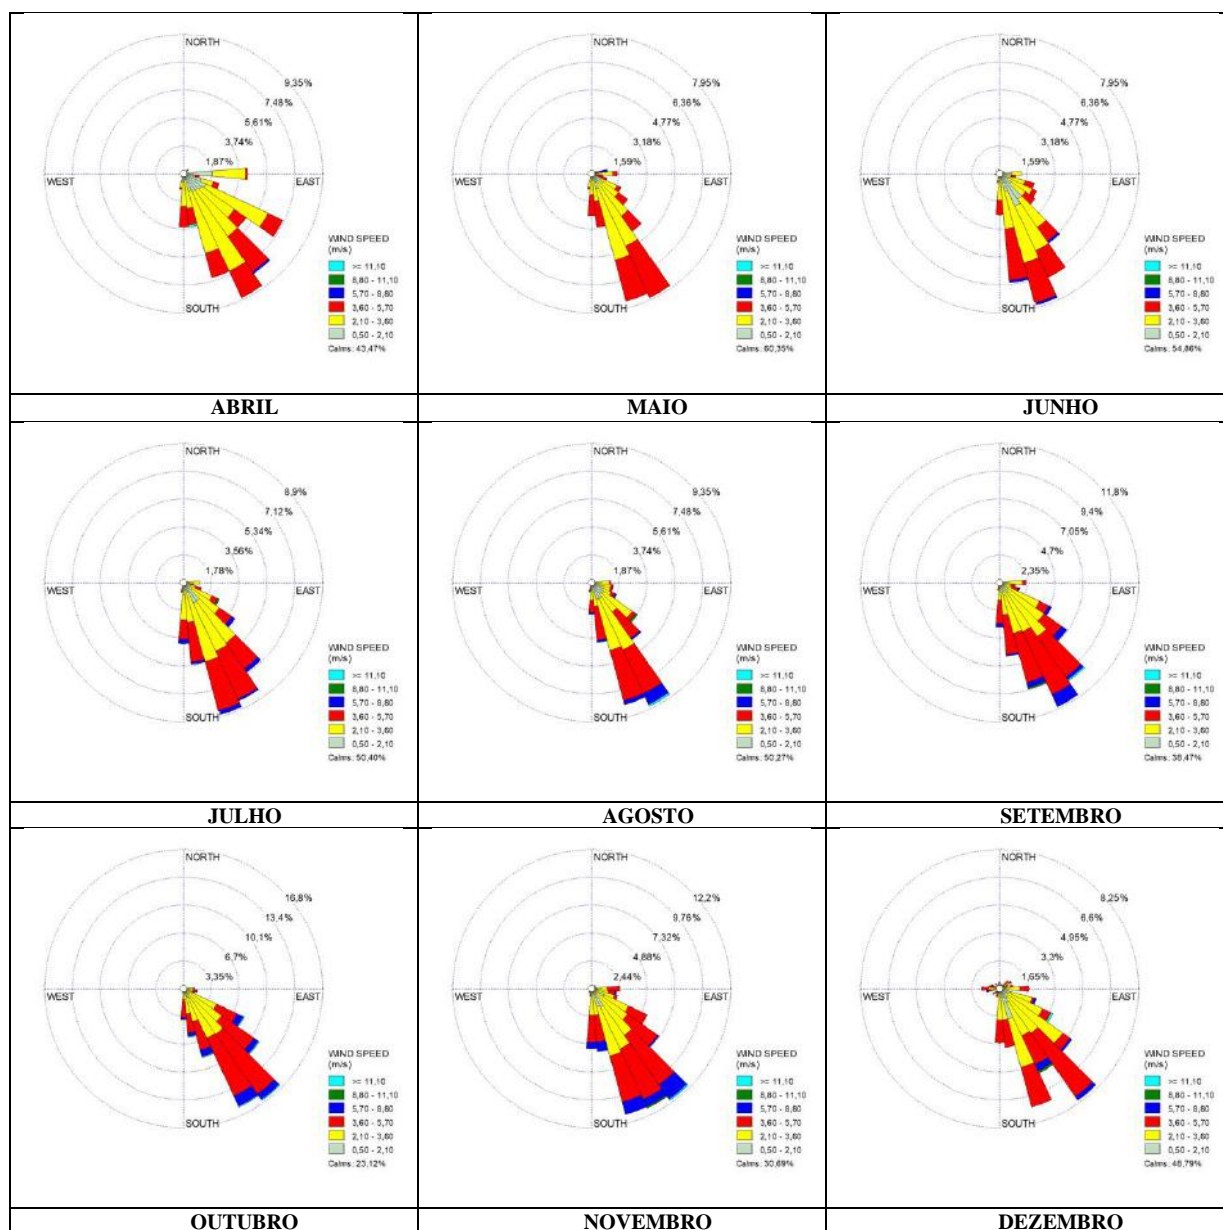 NORTH
9,35%
7,48%
5,61%
3,74%
1,87%
WEST
EAST
SOUTH
WIND SPEED
(m/s)
>= 11,10
8,80 - 11,10
5,70 - 8,80
3,60 - 5,70
2,10 - 3,60
0,50 - 2,10
Calms: 43,47%
ABRIL
NORTH
7,95%
6,36%
4,77%
3,18%
1,59%
WEST
EAST
SOUTH
WIND SPEED
(m/s)
>= 11,10
8,80 - 11,10
5,70 - 8,80
3,60 - 5,70
2,10 - 3,60
0,50 - 2,10
Calms: 60,35%
MAIO
NORTH
7,95%
6,36%
4,77%
3,18%
1,59%
WEST
EAST
SOUTH
WIND SPEED
(m/s)
>= 11,10
8,80 - 11,10
5,70 - 8,80
3,60 - 5,70
2,10 - 3,60
0,50 - 2,10
Calms: 54,86%
JUNHO
NORTH
8,9%
7,12%
5,34%
3,56%
1,78%
WEST
EAST
SOUTH
WIND SPEED
(m/s)
>= 11,10
8,80 - 11,10
5,70 - 8,80
3,60 - 5,70
2,10 - 3,60
0,50 - 2,10
Calms: 50,40%
JULHO
NORTH
9,35%
7,48%
5,61%
3,74%
1,87%
WEST
EAST
SOUTH
WIND SPEED
(m/s)
>= 11,10
8,80 - 11,10
5,70 - 8,80
3,60 - 5,70
2,10 - 3,60
0,50 - 2,10
Calms: 50,27%
AGOSTO
NORTH
11,8%
9,4%
7,05%
4,7%
2,35%
WEST
EAST
SOUTH
WIND SPEED
(m/s)
>= 11,10
8,80 - 11,10
5,70 - 8,80
3,60 - 5,70
2,10 - 3,60
0,50 - 2,10
Calms: 38,47%
SETEMBRO
NORTH
16,8%
13,4%
10,1%
6,7%
3,35%
WEST
EAST
SOUTH
WIND SPEED
(m/s)
>= 11,10
8,80 - 11,10
5,70 - 8,80
3,60 - 5,70
2,10 - 3,60
0,50 - 2,10
Calms: 23,12%
OUTUBRO
NORTH
12,2%
9,76%
7,32%
4,88%
2,44%
WEST
EAST
SOUTH
WIND SPEED
(m/s)
>= 11,10
8,80 - 11,10
5,70 - 8,80
3,60 - 5,70
2,10 - 3,60
0,50 - 2,10
Calms: 30,69%
NOVEMBRO
NORTH
8,25%
6,6%
4,95%
3,3%
1,65%
WEST
EAST
SOUTH
WIND SPEED
(m/s)
>= 11,10
8,80 - 11,10
5,70 - 8,80
3,60 - 5,70
2,10 - 3,60
0,50 - 2,10
Calms: 48,79%
DEZEMBRO